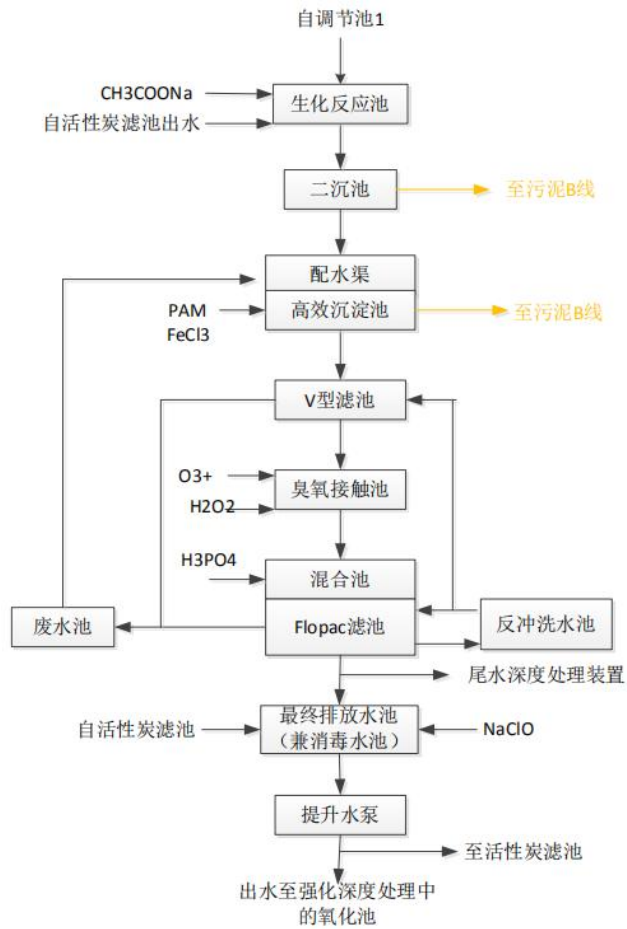 自调节池1
CH3COONa
生化反应池
自活性炭滤池出水
二沉池
至污泥B线
配水渠
PAM
高效沉淀池
至污泥B线
FeCl3
V型滤池
O3+
臭氧接触池
H2O2
H3PO4
混合池
废水池
Flopac滤池
反冲洗水池
尾水深度处理装置
自活性炭滤池
最终排放水池
（兼消毒水池）
NaClO
提升水泵
至活性炭滤池
出水至强化深度处理中
的氧化池